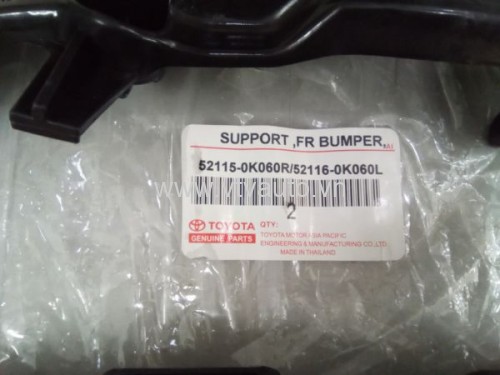 SUPPORT ,FR BUMPER,
52115-0K060R/52116-0K060L
2
TOYOTA
GENUINE PARTS
QTY:
TOYOTA MOTOR ASIA PACIFIC
ENGINEERING & MANUFACTURING CO.,LTD.
MADE IN THAILAND